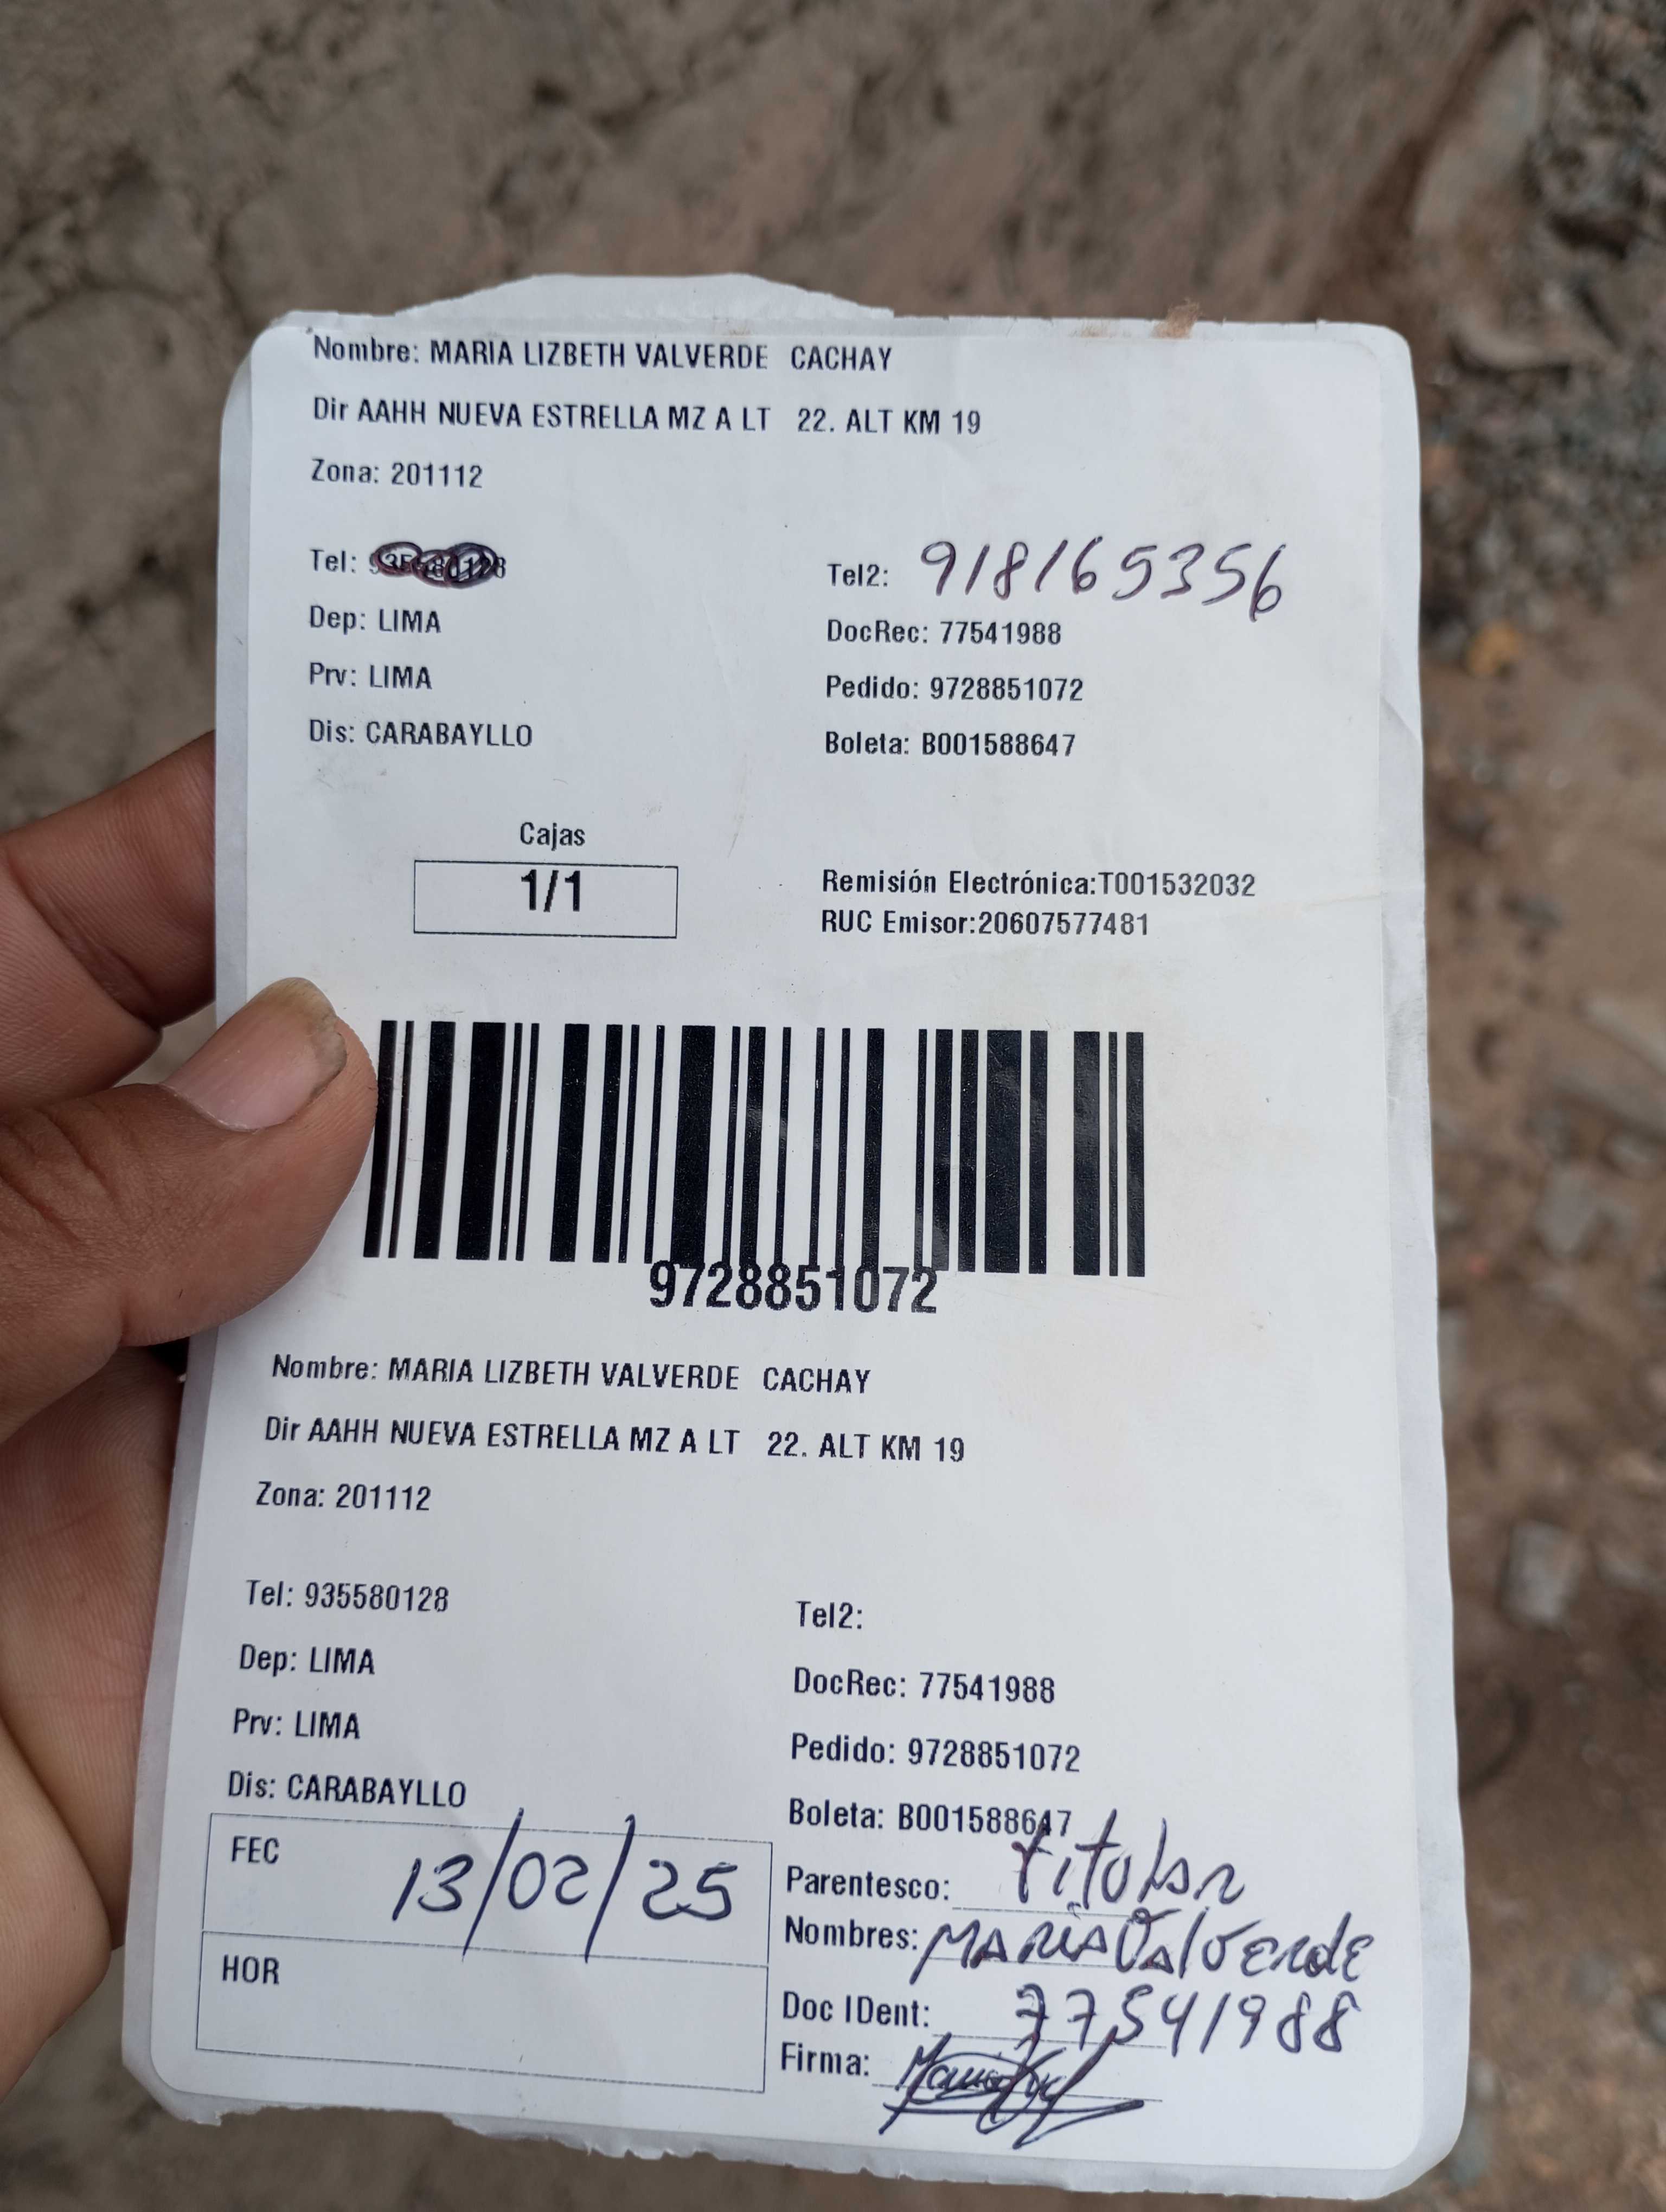 Nombre: MARIA LIZBETH VALVERDE CACHAY
Dir AAHH NUEVA ESTRELLA MZ A LT 22. ALT KM 19
Zona: 201112
Tel: 935580128 Tel2: 918165356
Dep: LIMA DocRec: 77541988
Prv: LIMA Pedido: 9728851072
Dis: CARABAYLLO Boleta: B001588647
Cajas
1/1
Remisión Electrónica:T001532032
RUC Emisor:20607577481
9728851072
Nombre: MARIA LIZBETH VALVERDE CACHAY
Dir AAHH NUEVA ESTRELLA MZ A LT 22. ALT KM 19
Zona: 201112
Tel: 935580128 Tel2:
Dep: LIMA DocRec: 77541988
Prv: LIMA Pedido: 9728851072
Dis: CARABAYLLO Boleta: B001588647
FEC 13/02/25
HOR
Parentesco: titular
Nombres: MARIA Valverde
Doc IDent: 77541988
Firma: